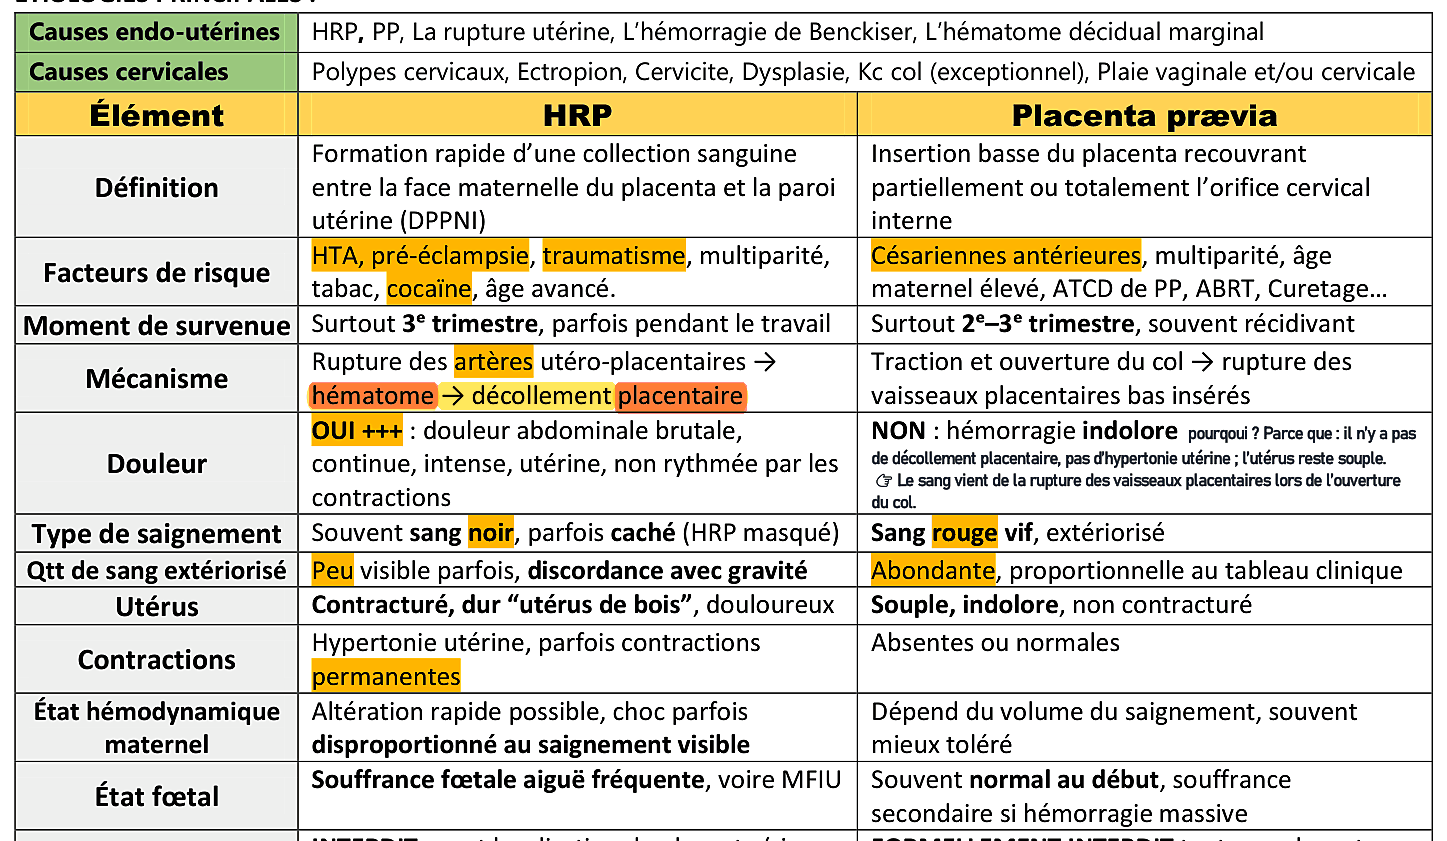 Causes endo-utérines HRP, PP, La rupture utérine, L’hémorragie de Benckiser, L’hématome décidual marginal
Causes cervicales Polypes cervicaux, Ectropion, Cervicite, Dysplasie, Kc col (exceptionnel), Plaie vaginale et/ou cervicale
Élément HRP Placenta prævia
Définition
Formation rapide d’une collection sanguine
entre la face maternelle du placenta et la paroi
utérine (DPPNI)
Insertion basse du placenta recouvrant
partiellement ou totalement l’orifice cervical
interne
Facteurs de risque
HTA, pré-éclampsie, traumatisme, multiparité,
tabac, cocaïne, âge avancé.
Césariennes antérieures, multiparité, âge
maternel élevé, ATCD de PP, ABRT, Curetage...
Moment de survenue
Surtout 3e trimestre, parfois pendant le travail
Surtout 2e–3e trimestre, souvent récidivant
Mécanisme
Rupture des artères utéro-placentaires →
hématome → décollement placentaire
Traction et ouverture du col → rupture des
vaisseaux placentaires bas insérés
Douleur
OUI +++ : douleur abdominale brutale,
continue, intense, utérine, non rythmée par les
contractions
NON : hémorragie indolore pourqoui ? Parce que : il n’y a pas
de décollement placentaire, pas d’hypertonie utérine ; l’utérus reste souple.
👉 Le sang vient de la rupture des vaisseaux placentaires lors de l’ouverture
du col.
Type de saignement
Souvent sang noir, parfois caché (HRP masqué)
Sang rouge vif, extériorisé
Qtt de sang extériorisé
Peu visible parfois, discordance avec gravité
Abondante, proportionnelle au tableau clinique
Utérus
Contracturé, dur “utérus de bois”, douloureux
Souple, indolore, non contracturé
Contractions
Hypertonie utérine, parfois contractions
permanentes
Absentes ou normales
État hémodynamique
maternel
Altération rapide possible, choc parfois
disproportionné au saignement visible
Dépend du volume du saignement, souvent
mieux toléré
État fœtal
Souffrance fœtale aiguë fréquente, voire MFIU
Souvent normal au début, souffrance
secondaire si hémorragie massive